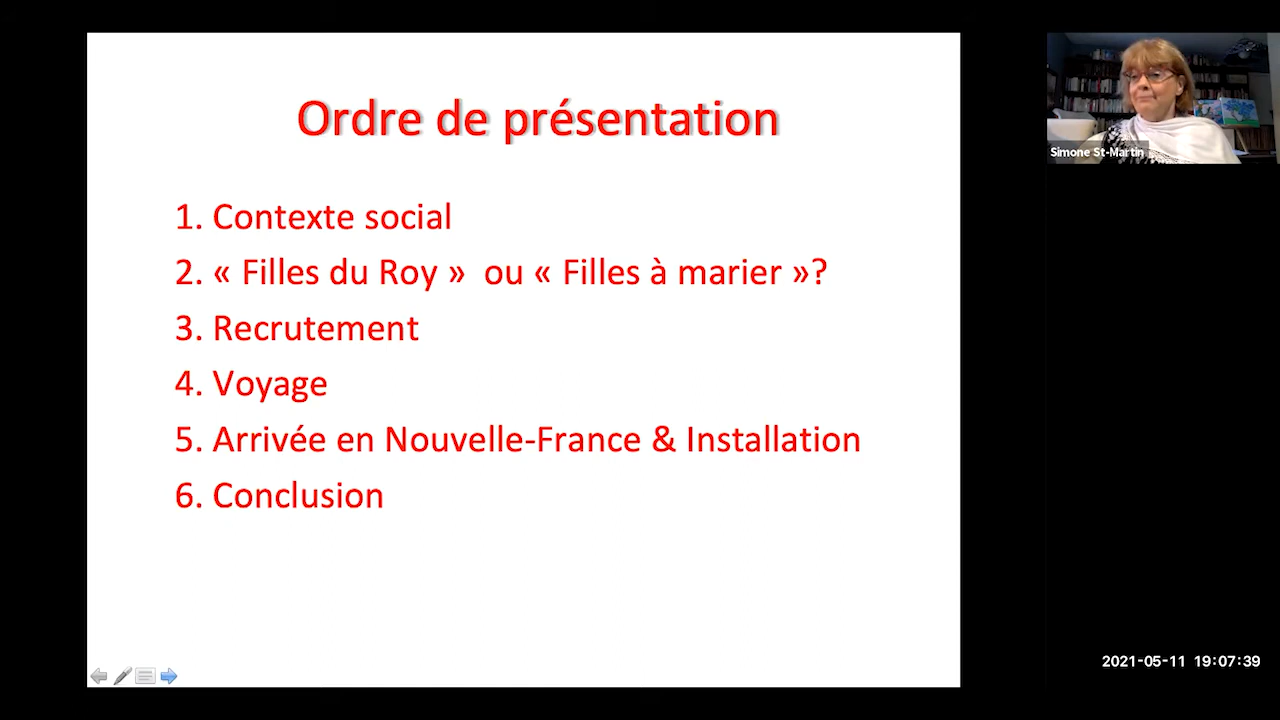 Ordre de présentation
1. Contexte social
2. « Filles du Roy »  ou « Filles à marier »?
3. Recrutement
4. Voyage
5. Arrivée en Nouvelle-France & Installation
6. Conclusion
Simone St-Martin
2021-05-11 19:07:39